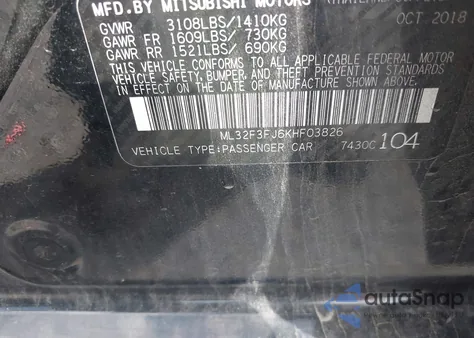 MFD.BY MITSUBISHI MOTORS
OCT 2018
GVWR 3108LBS/1410KG
GAWR FR 1609LBS/ 730KG
GAWR RR 1521LBS/ 690KG
THIS VEHICLE CONFORMS TO ALL APPLICABLE FEDERAL MOTOR
VEHICLE SAFETY, BUMPER, AND THEFT PREVENTION STANDARDS
IN EFFECT ON THE DATE OF MANUFACTURE SHOWN ABOVE.
ML32F3FJ6KHF03826
VEHICLE TYPE:PASSENGER CAR 7430C 104
autoSnap